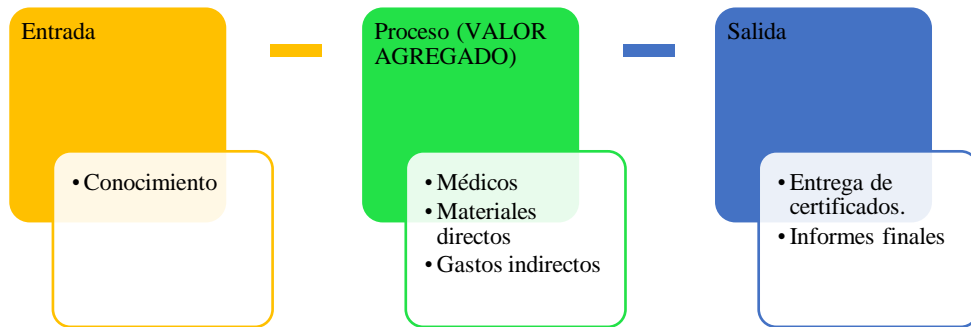 Entrada
• Conocimiento
Proceso (VALOR
AGREGADO)
• Médicos
• Materiales
directos
• Gastos indirectos
Salida
• Entrega de
certificados.
• Informes finales